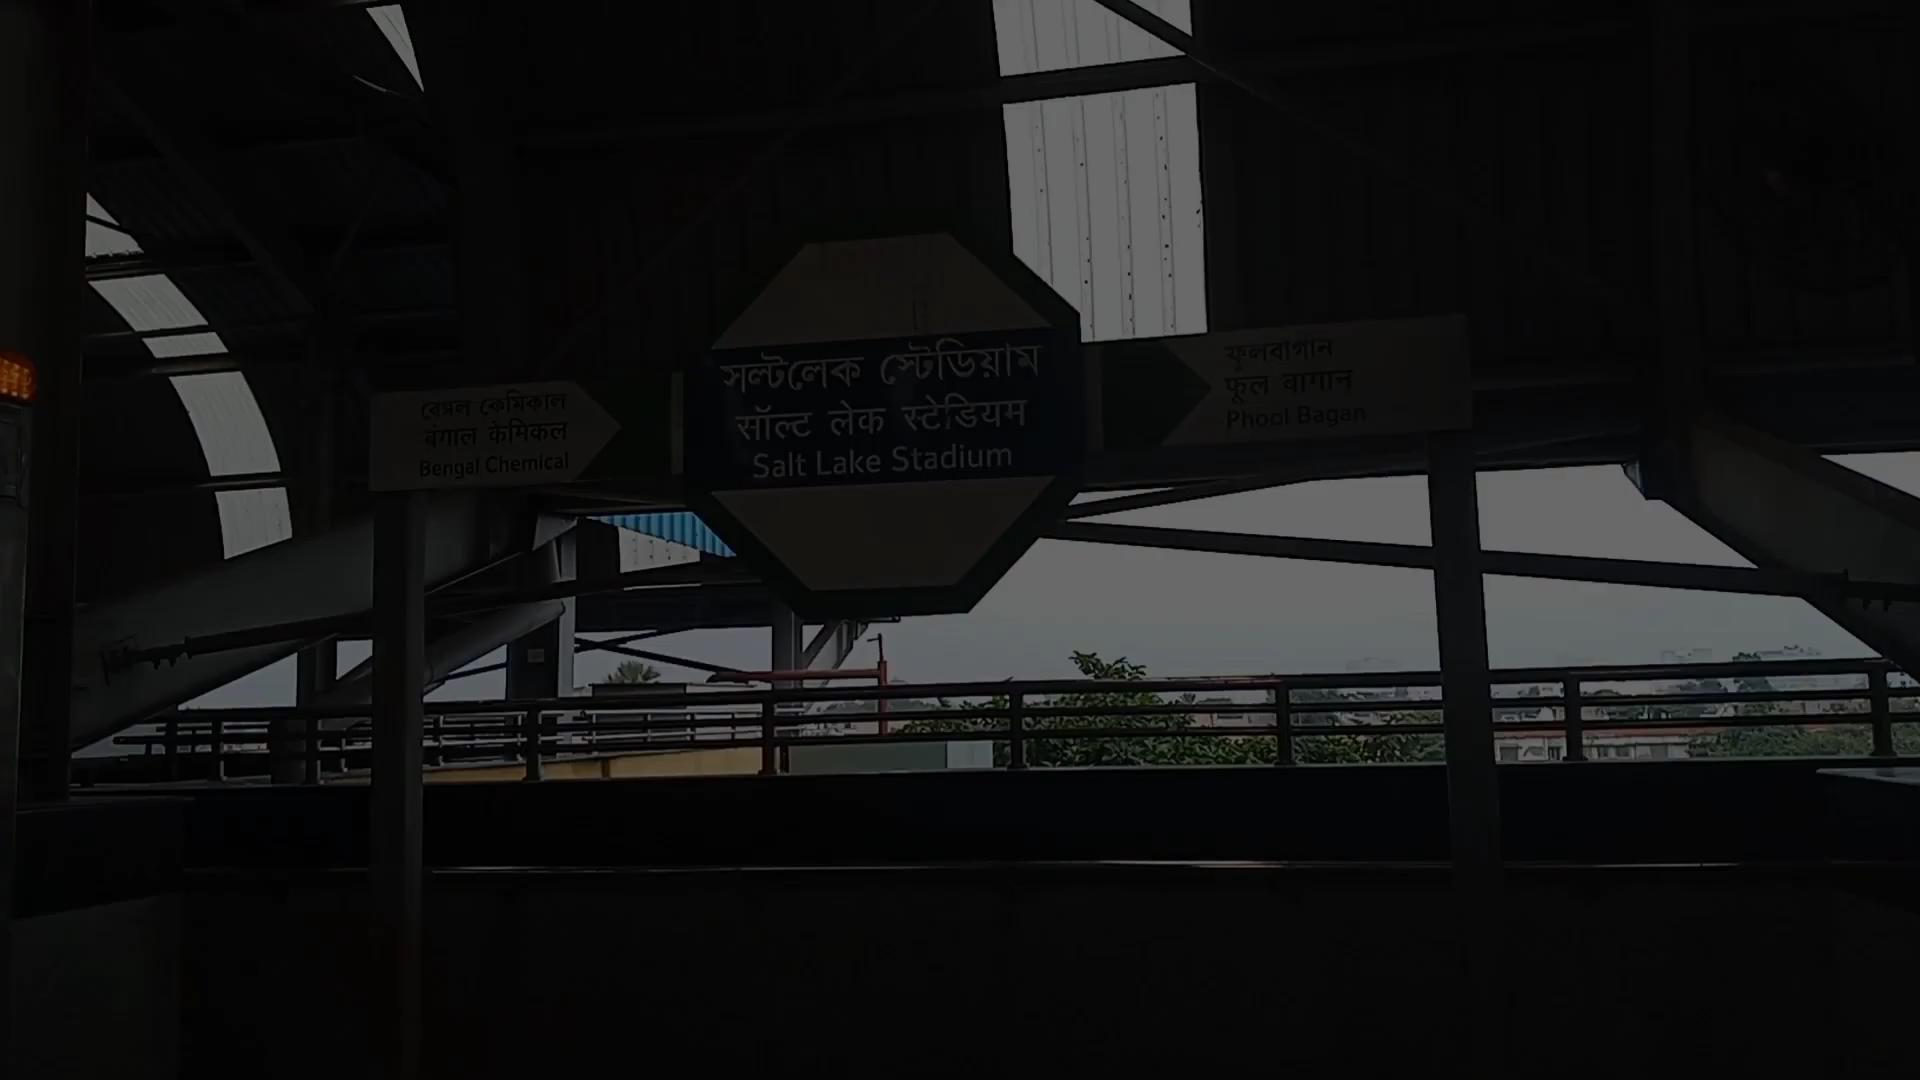 বেঙ্গল কেমিকাল
बंगाल केमिकल
Bengal Chemical
সল্টলেক স্টেডিয়াম
सॉल्ट लेक स्टेडियम
Salt Lake Stadium
ফুলবাগান
फूल बागान
Phool Bagan